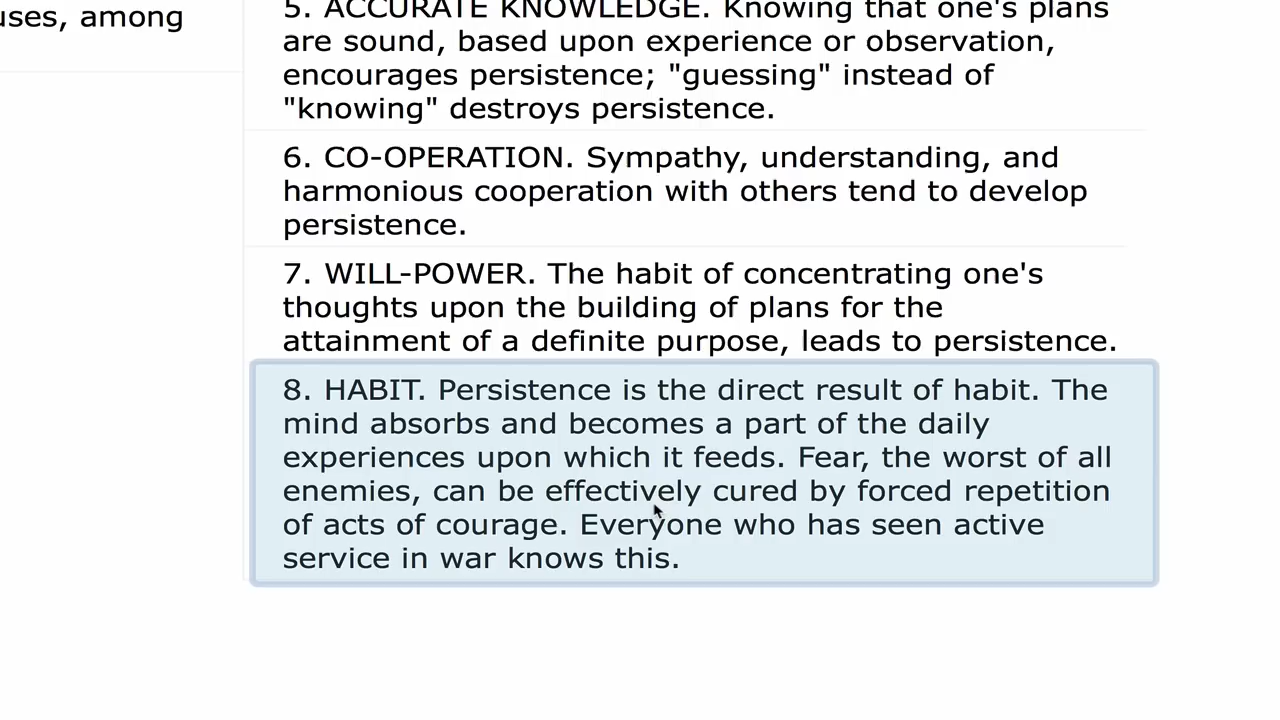 uses, among
5. ACCURATE KNOWLEDGE. Knowing that one's plans
are sound, based upon experience or observation,
encourages persistence; "guessing" instead of
"knowing" destroys persistence.
6. CO-OPERATION. Sympathy, understanding, and
harmonious cooperation with others tend to develop
persistence.
7. WILL-POWER. The habit of concentrating one's
thoughts upon the building of plans for the
attainment of a definite purpose, leads to persistence.
8. HABIT. Persistence is the direct result of habit. The
mind absorbs and becomes a part of the daily
experiences upon which it feeds. Fear, the worst of all
enemies, can be effectively cured by forced repetition
of acts of courage. Everyone who has seen active
service in war knows this.